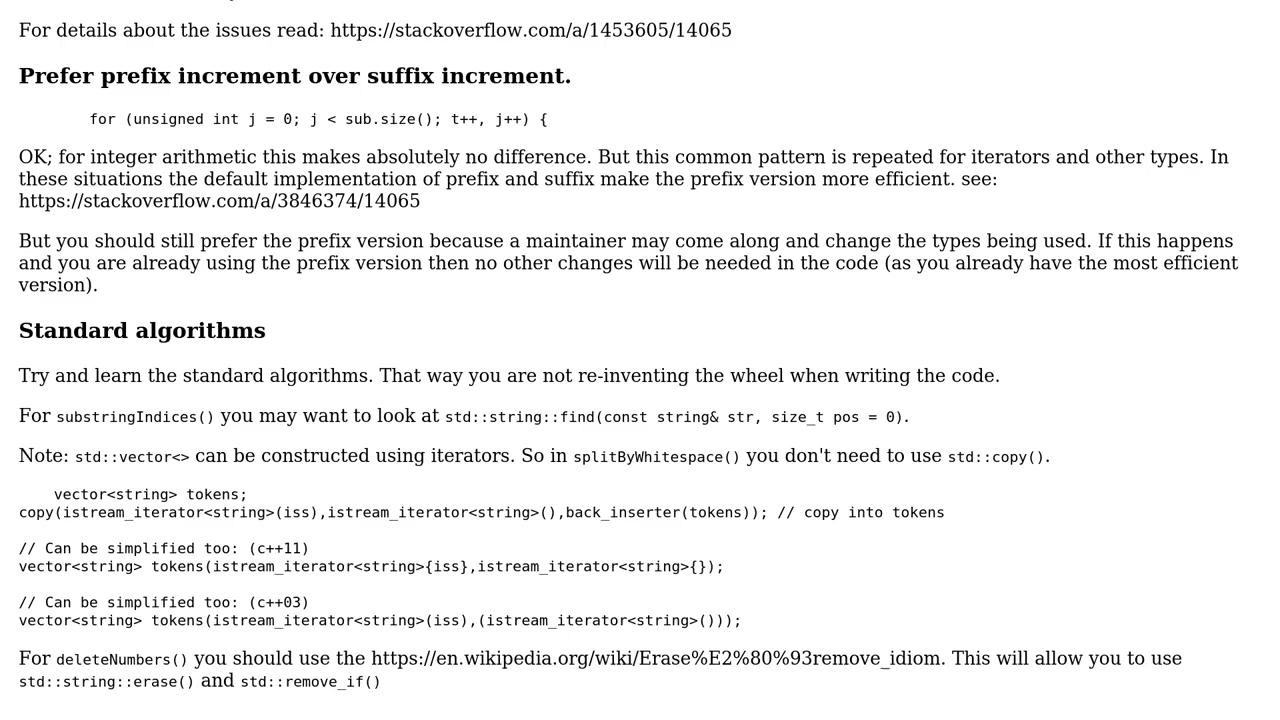 For details about the issues read: https://stackoverflow.com/a/1453605/14065
Prefer prefix increment over suffix increment.
for (unsigned int j = 0; j < sub.size(); t++, j++) {
OK; for integer arithmetic this makes absolutely no difference. But this common pattern is repeated for iterators and other types. In
these situations the default implementation of prefix and suffix make the prefix version more efficient. see:
https://stackoverflow.com/a/3846374/14065
But you should still prefer the prefix version because a maintainer may come along and change the types being used. If this happens
and you are already using the prefix version then no other changes will be needed in the code (as you already have the most efficient
version).
Standard algorithms
Try and learn the standard algorithms. That way you are not re-inventing the wheel when writing the code.
For substringIndices() you may want to look at std::string::find(const string& str, size_t pos = 0).
Note: std::vector<> can be constructed using iterators. So in splitByWhitespace() you don't need to use std::copy().
vector<string> tokens;
copy(istream_iterator<string>(iss),istream_iterator<string>(),back_inserter(tokens)); // copy into tokens
// Can be simplified too: (c++11)
vector<string> tokens(istream_iterator<string>{iss},istream_iterator<string>{});
// Can be simplified too: (c++03)
vector<string> tokens(istream_iterator<string>(iss),(istream_iterator<string>()));
For deleteNumbers() you should use the https://en.wikipedia.org/wiki/Erase%E2%80%93remove_idiom. This will allow you to use
std::string::erase() and std::remove_if()